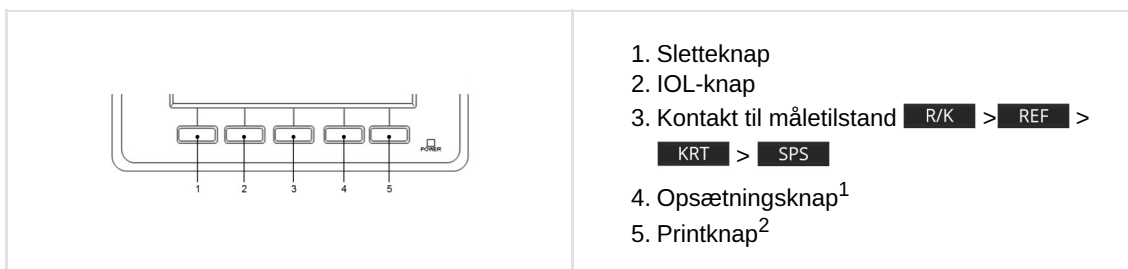 POWER
1 2 3 4 5
1. Sletteknap
2. IOL-knap
3. Kontakt til måletilstand R/K > REF >
KRT > SPS
4. Opsætningsknap1
5. Printknap2